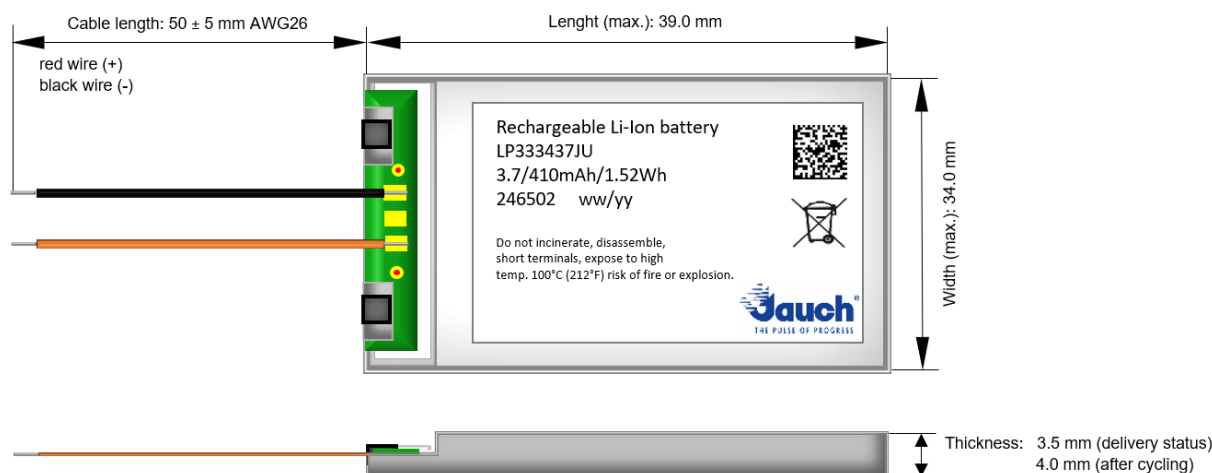 Cable length: 50 ± 5 mm AWG26
Lenght (max.): 39.0 mm
red wire (+)
black wire (-)
Rechargeable Li-Ion battery
LP333437JU
3.7/410mAh/1.52Wh
246502 ww/yy
Do not incinerate, disassemble,
short terminals, expose to high
temp. 100°C (212°F) risk of fire or explosion.
Jauch®
THE PULSE OF PROGRESS
Width (max.): 34.0 mm
Thickness: 3.5 mm (delivery status)
4.0 mm (after cycling)